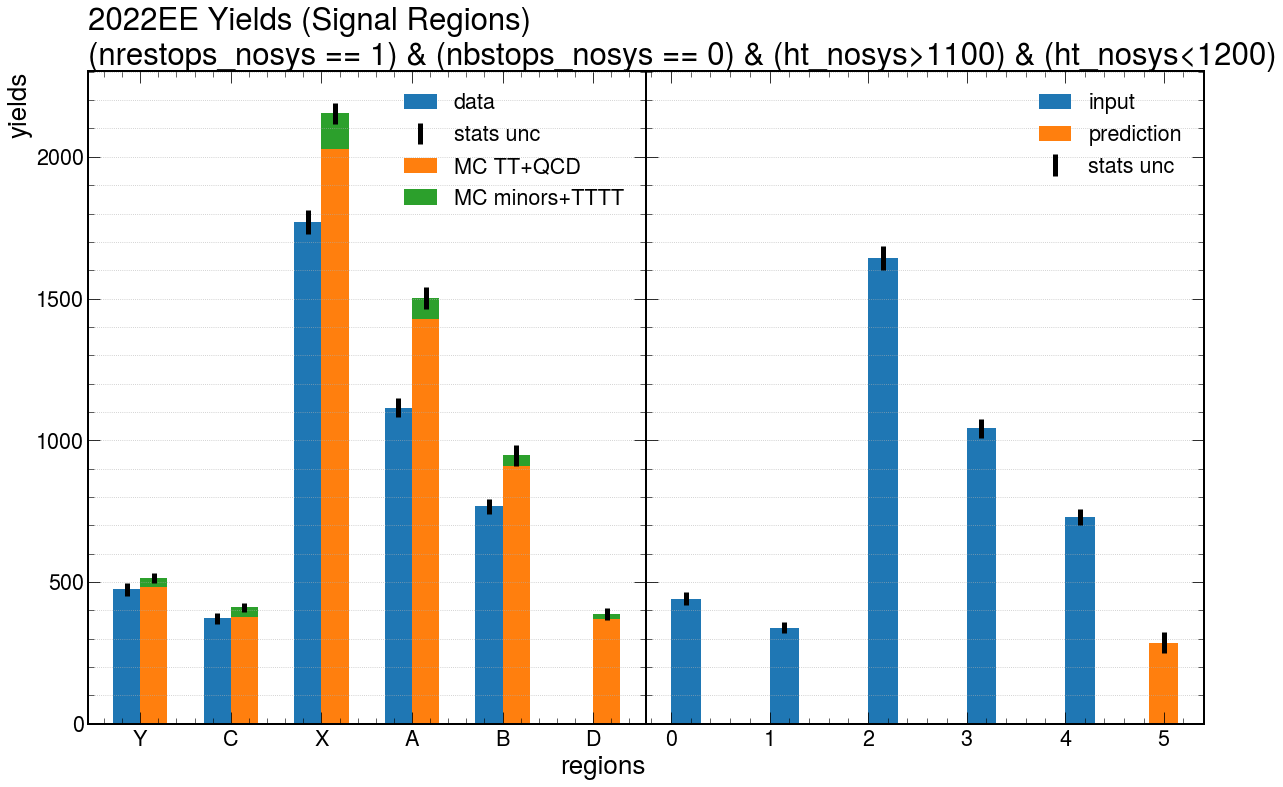 2022EE Yields (Signal Regions)
(nrestops_nosys == 1) & (nbstops_nosys == 0) & (ht_nosys>1100) & (ht_nosys<1200)
yields
2000
1500
1000
500
0
data
stats unc
MC TT+QCD
MC minors+TTTT
input
prediction
stats unc
Y C X A B D
0 1 2 3 4 5
regions